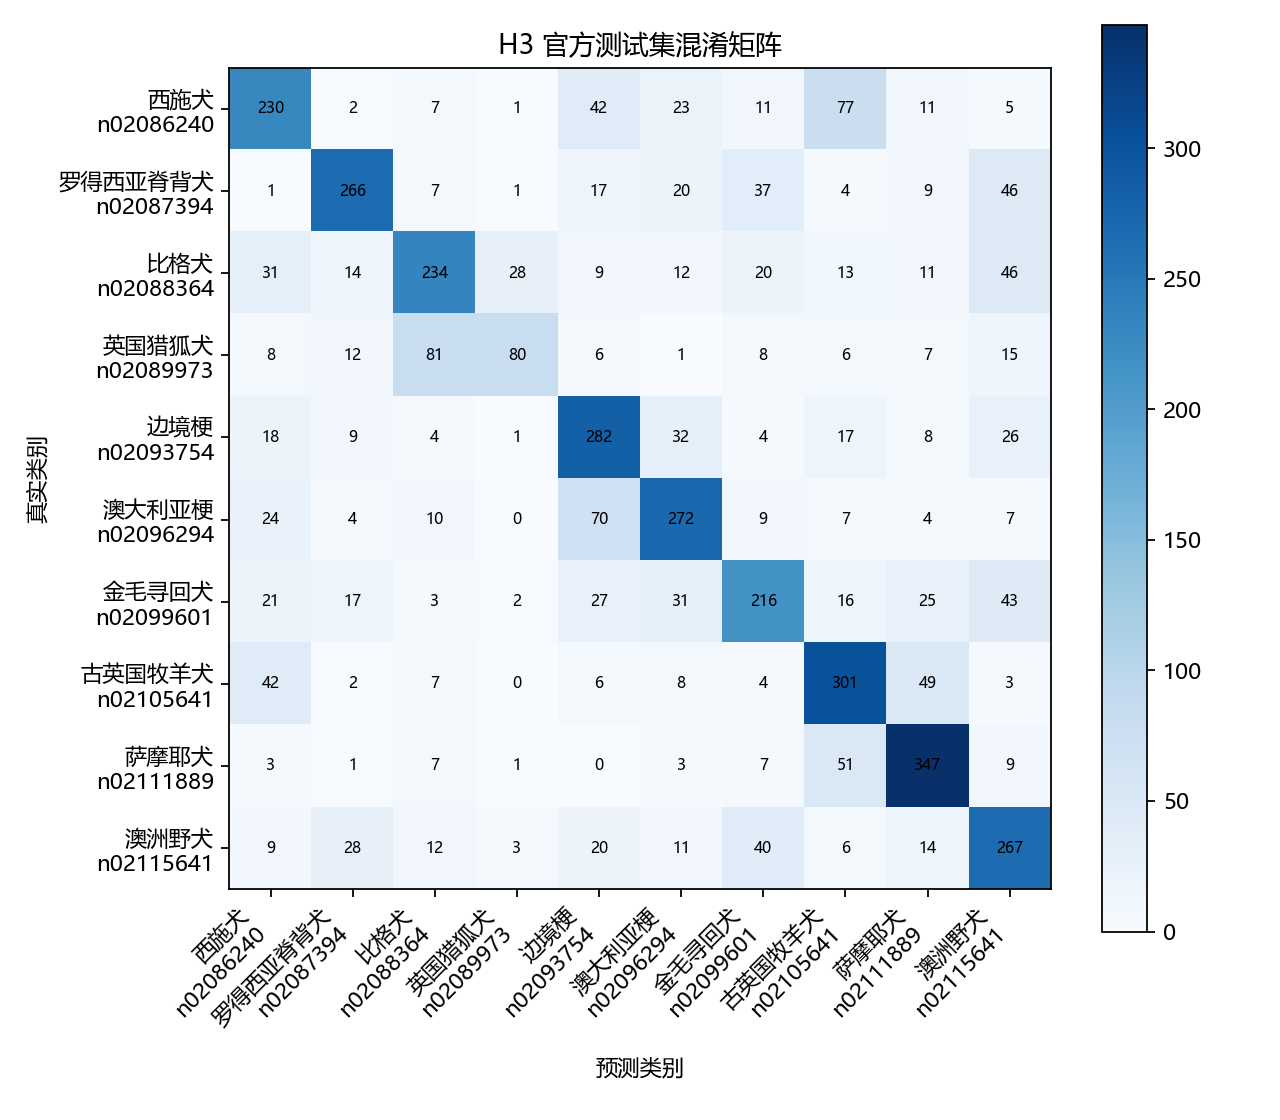 H3 官方测试集混淆矩阵
真实类别
西施犬
n02086240
230 2 7 1 42 23 11 77 11 5
罗得西亚脊背犬
n02087394
1 266 7 1 17 20 37 4 9 46
比格犬
n02088364
31 14 234 28 9 12 20 13 11 46
英国猎狐犬
n02089973
8 12 81 80 6 1 8 6 7 15
边境梗
n02093754
18 9 4 1 282 32 4 17 8 26
澳大利亚梗
n02096294
24 4 10 0 70 272 9 7 4 7
金毛寻回犬
n02099601
21 17 3 2 27 31 216 16 25 43
古英国牧羊犬
n02105641
42 2 7 0 6 8 4 301 49 3
萨摩耶犬
n02111889
3 1 7 1 0 3 7 51 347 9
澳洲野犬
n02115641
9 28 12 3 20 11 40 6 14 267
西施犬
n02086240
罗得西亚脊背犬
n02087394
比格犬
n02088364
英国猎狐犬
n02089973
边境梗
n02093754
澳大利亚梗
n02096294
金毛寻回犬
n02099601
古英国牧羊犬
n02105641
萨摩耶犬
n02111889
澳洲野犬
n02115641
预测类别
300
250
200
150
100
50
0